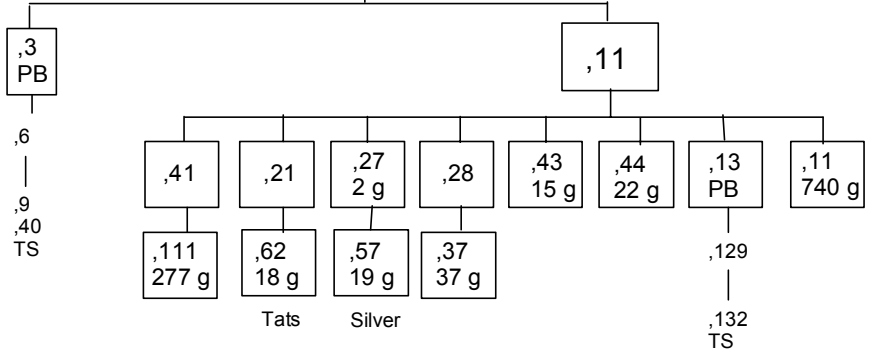 ,3
PB
,11
,6
,9
,40
TS
,41
,21
,27
2 g
,28
,43
15 g
,44
22 g
,13
PB
,11
740 g
,111
277 g
,62
18 g
,57
19 g
,37
37 g
,129
Tats
Silver
,132
TS